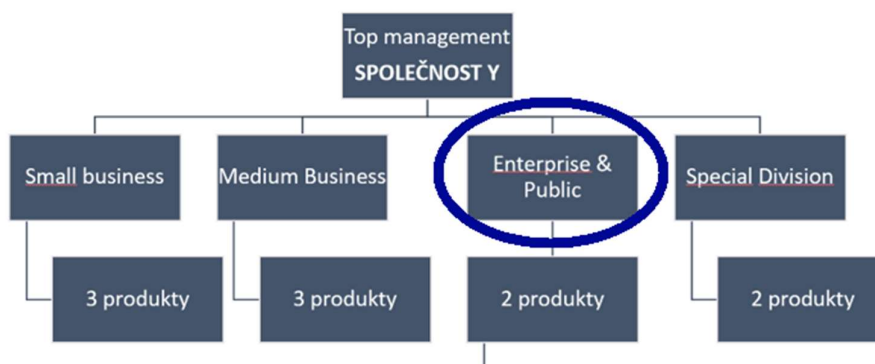 Top management
SPOLEČNOST Y
Small business
Medium Business
Enterprise &
Public
Special Division
3 produkty
3 produkty
2 produkty
2 produkty